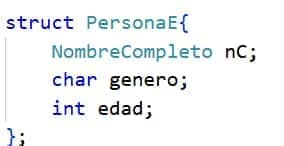 struct PersonaE{
NombreCompleto nC;
char genero;
int edad;
};